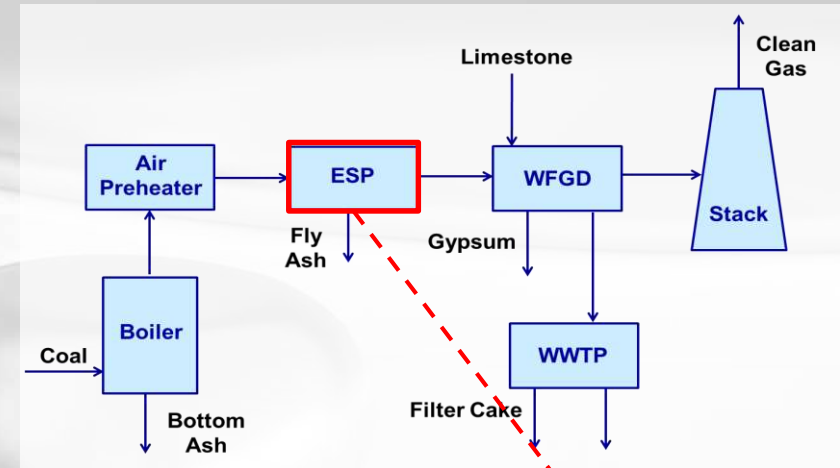 Clean
Gas
Limestone
Air
Preheater
ESP
WFGD
Stack
Fly
Ash
Gypsum
Boiler
WWTP
Coal
Filter Cake
Bottom
Ash